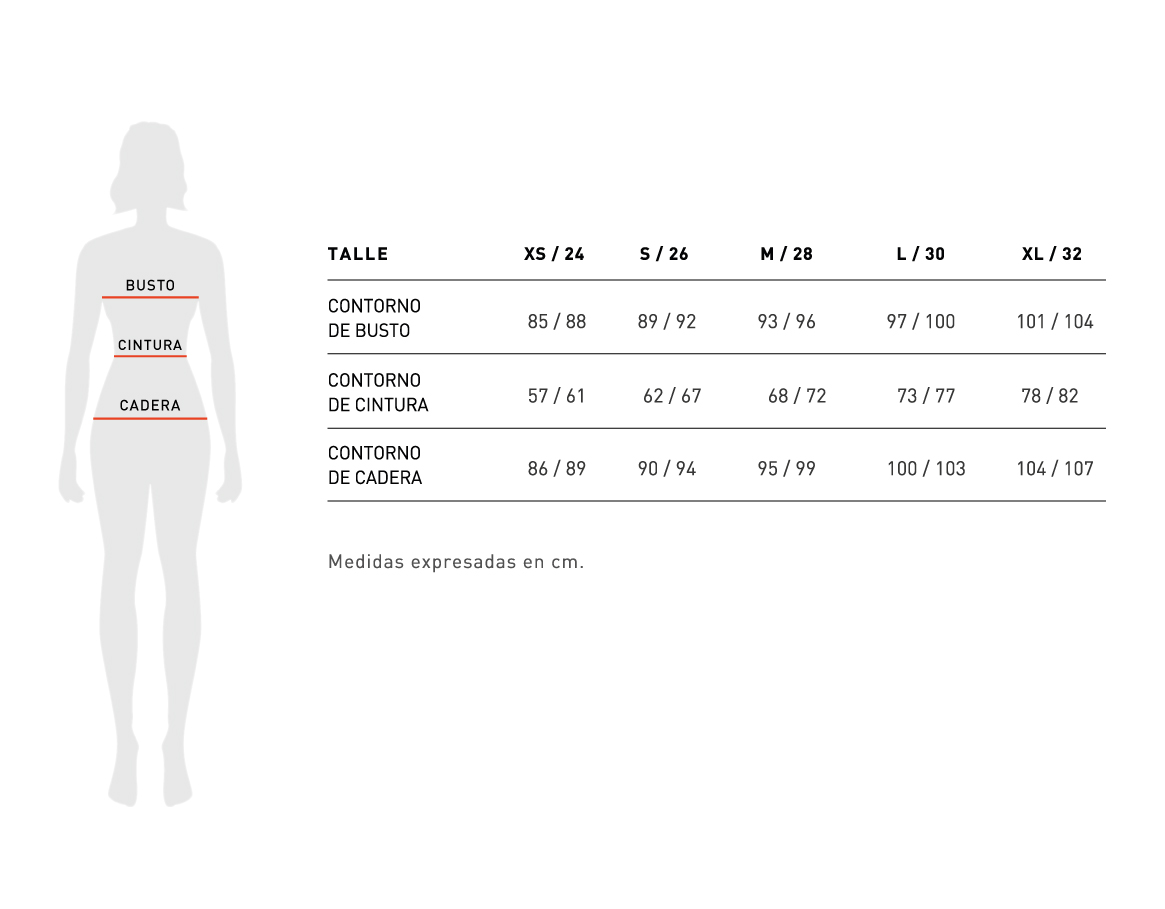 BUSTO
CINTURA
CADERA
TALLE XS / 24 S / 26 M / 28 L / 30 XL / 32
CONTORNO
DE BUSTO 85 / 88 89 / 92 93 / 96 97 / 100 101 / 104
CONTORNO
DE CINTURA 57 / 61 62 / 67 68 / 72 73 / 77 78 / 82
CONTORNO
DE CADERA 86 / 89 90 / 94 95 / 99 100 / 103 104 / 107
Medidas expresadas en cm.